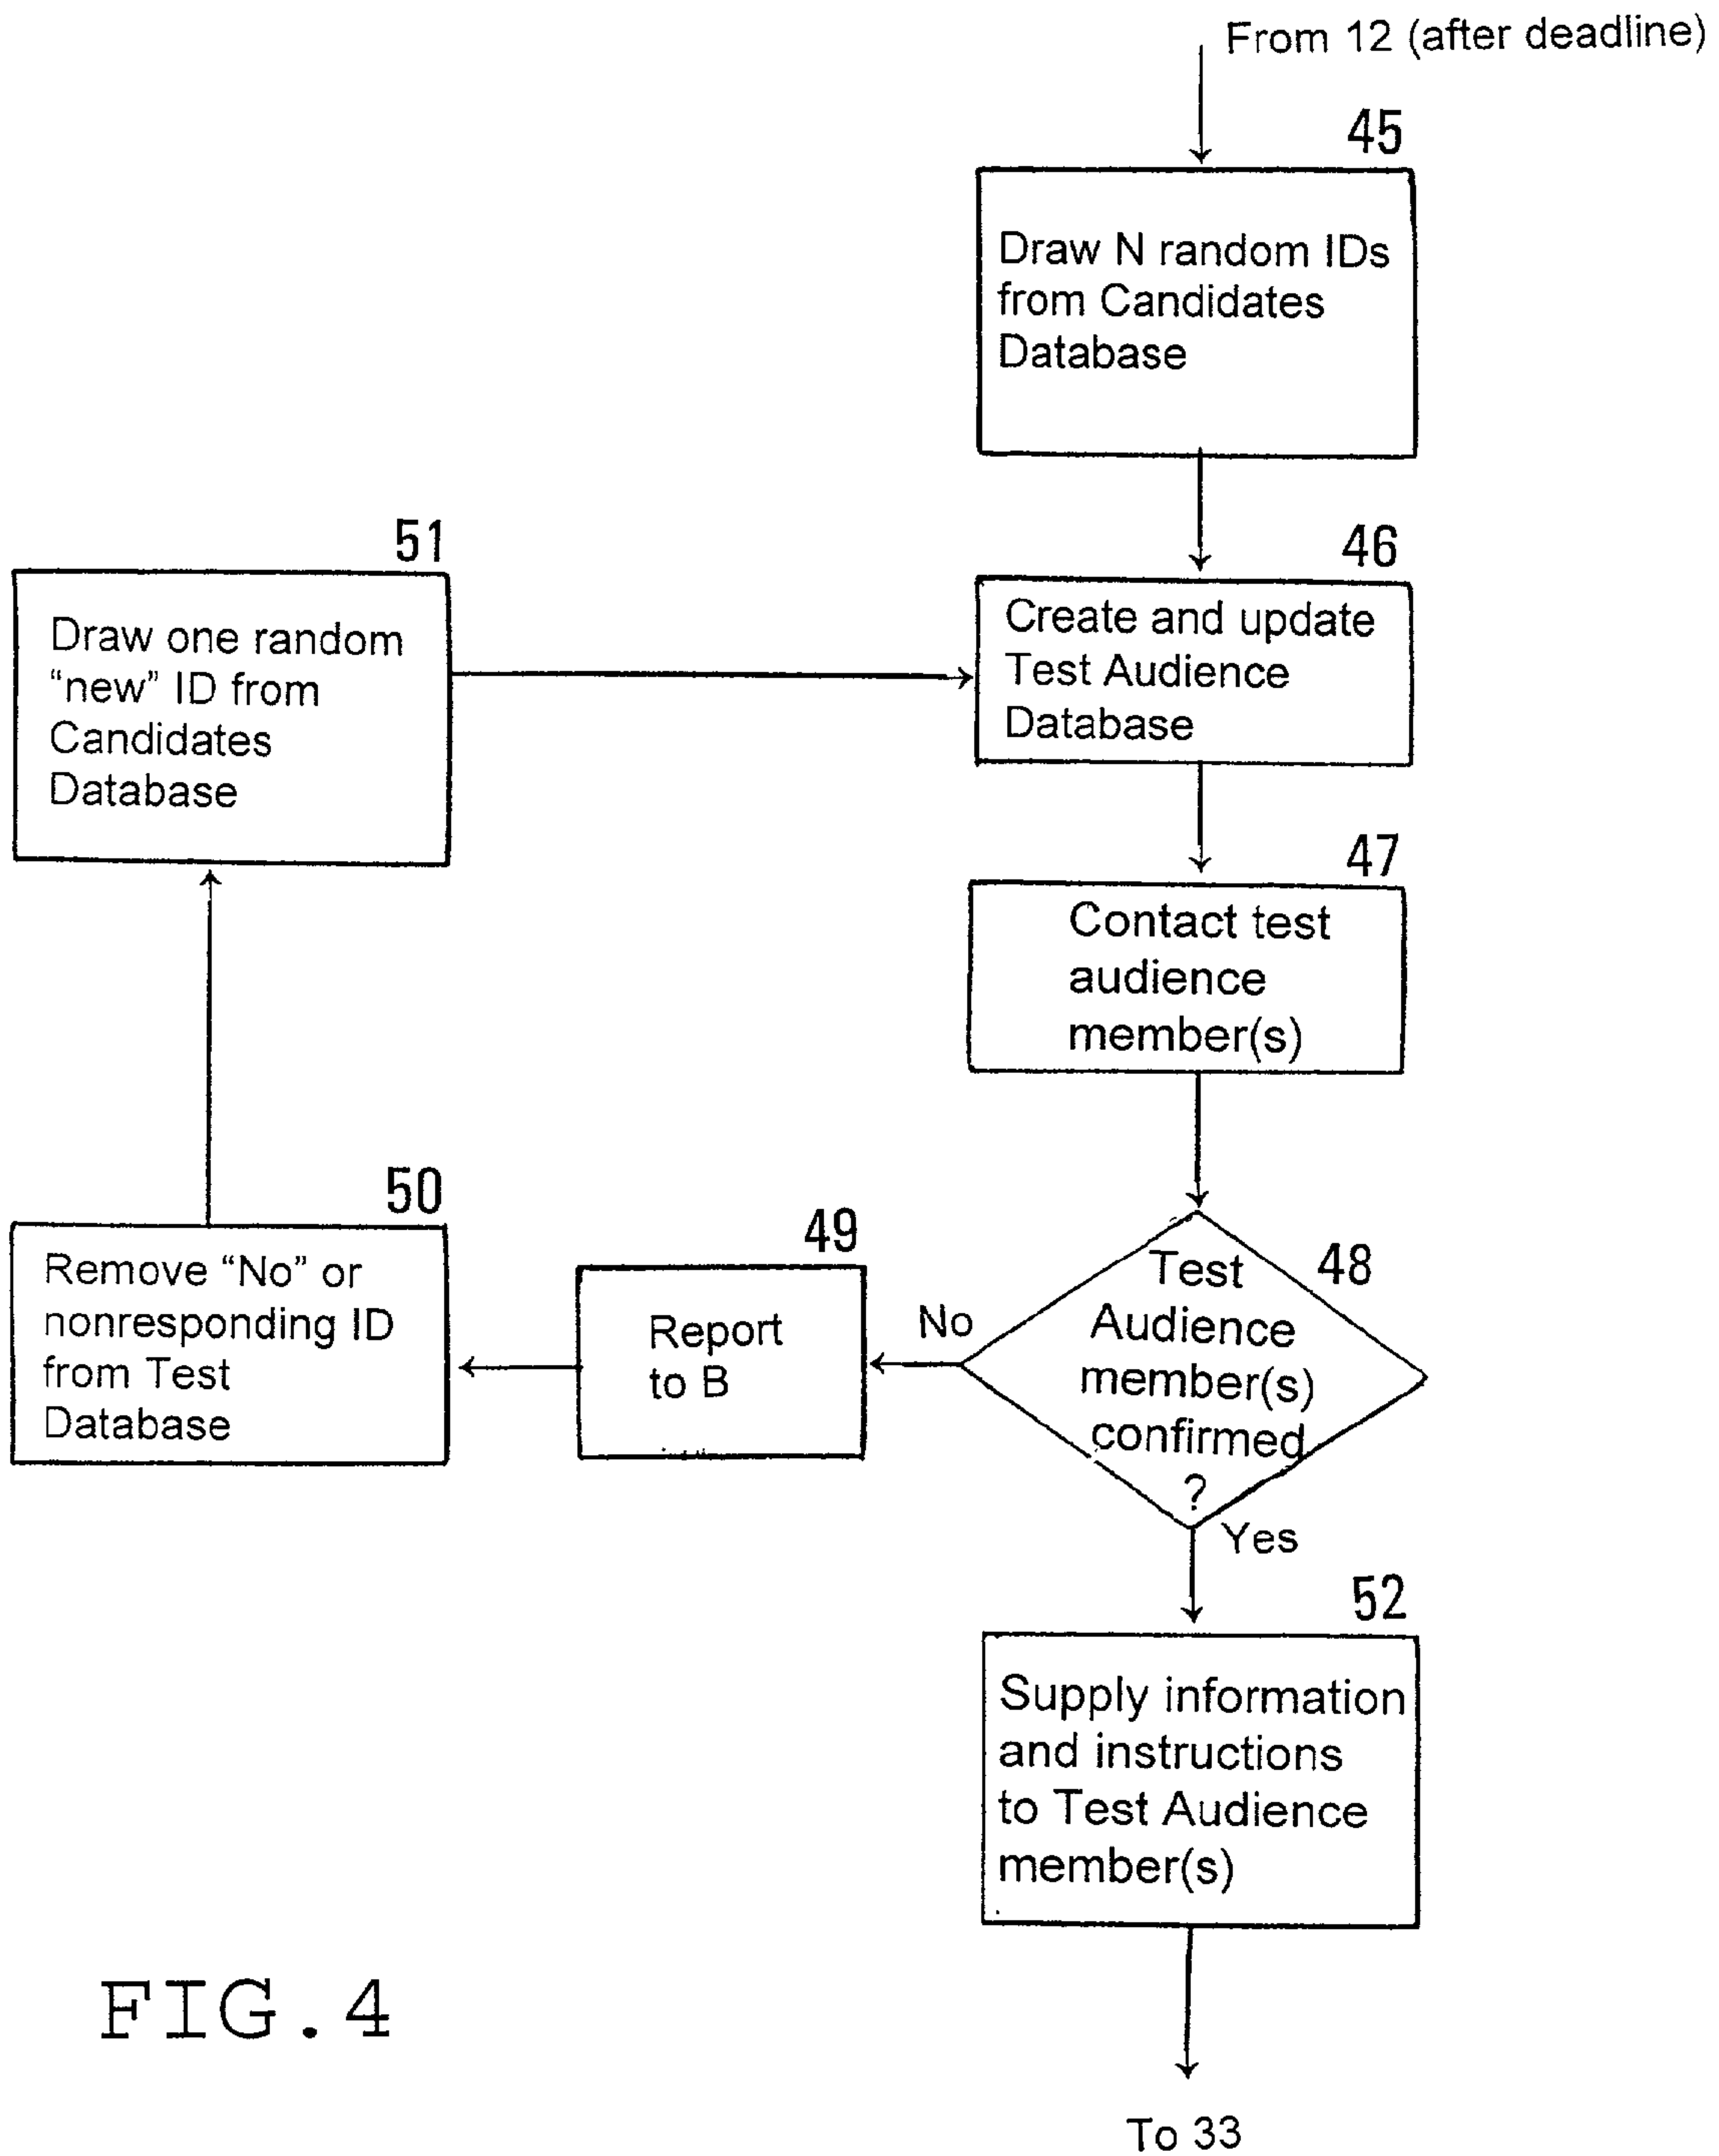 From 12 (after deadline)
45
Draw N random IDs
from Candidates
Database
51
Draw one random
“new” ID from
Candidates
Database
46
Create and update
Test Audience
Database
47
Contact test
audience
member(s)
50
Remove “No” or
nonresponding ID
from Test
Database
49
Report
to B
No
48
Test
Audience
member(s)
confirmed
?
Yes
52
Supply information
and instructions
to Test Audience
member(s)
FIG.4
To 33